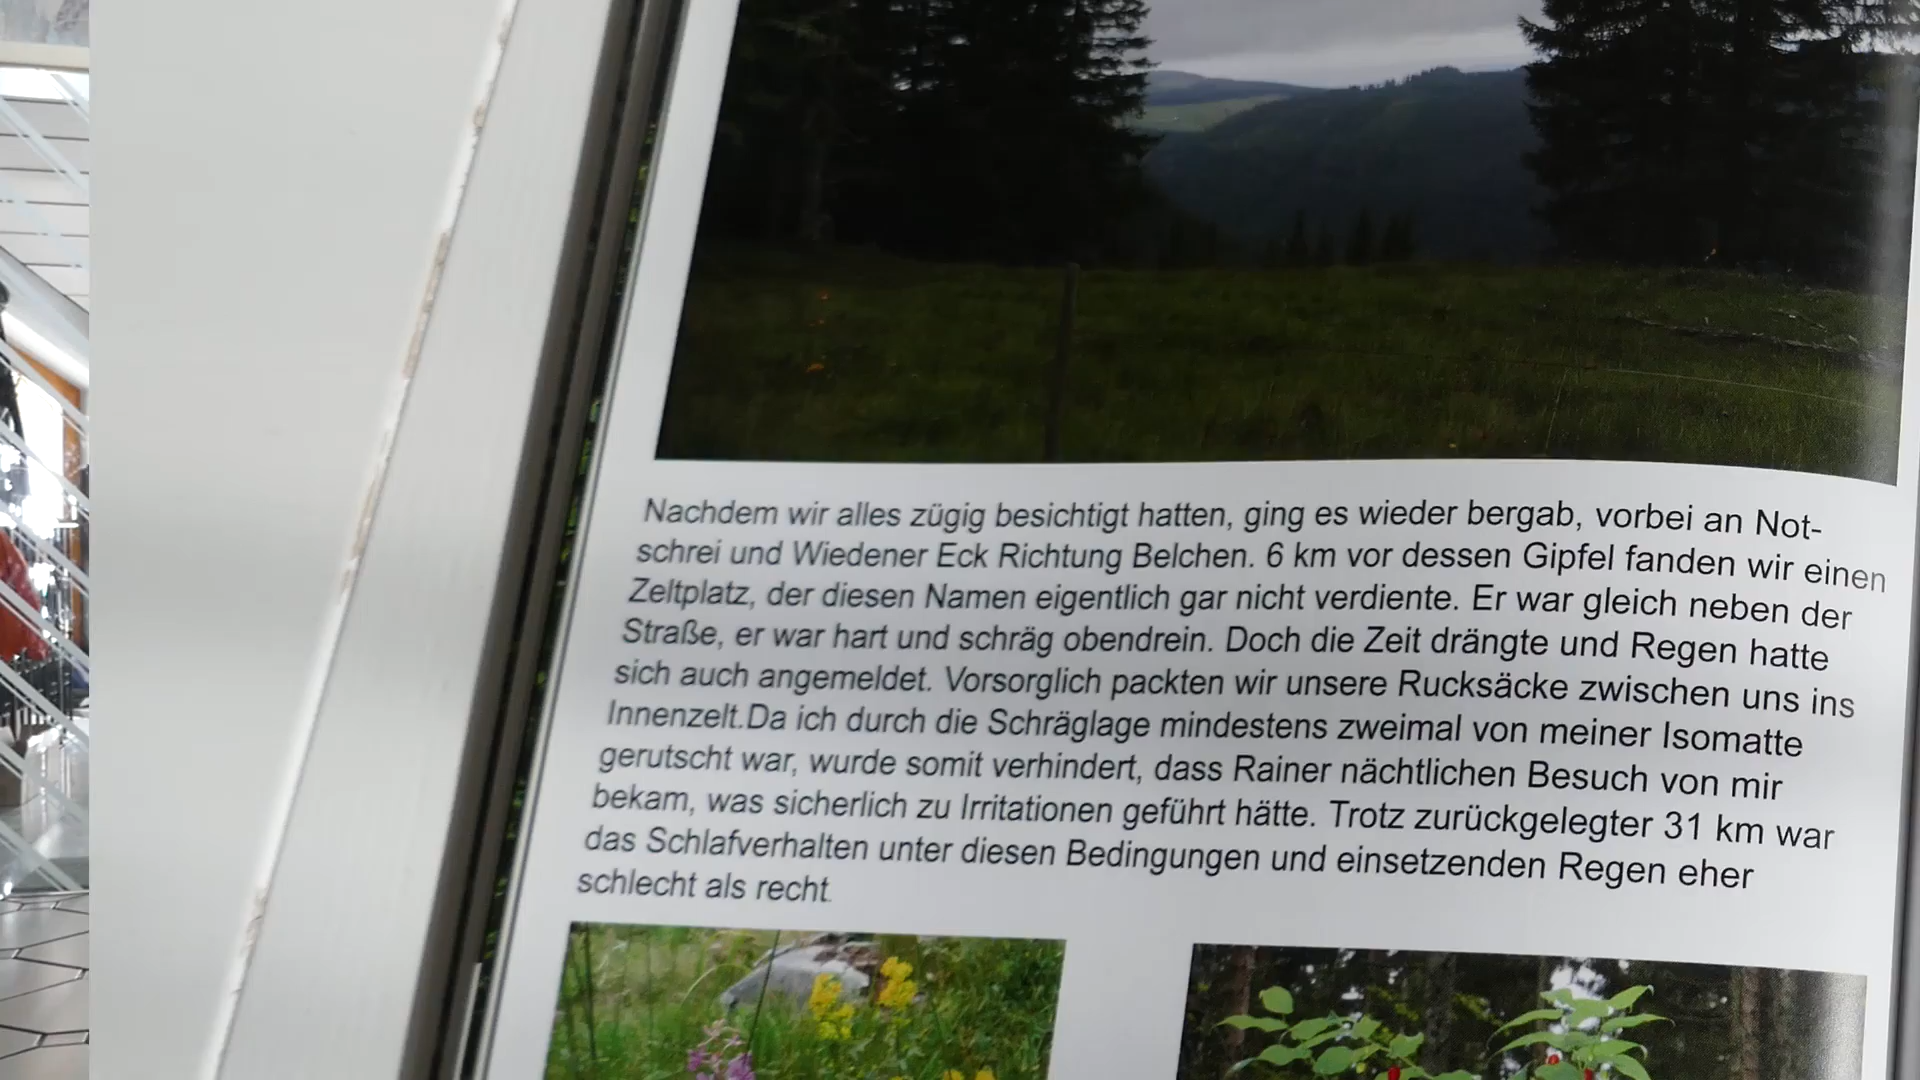 Nachdem wir alles zügig besichtigt hatten, ging es wieder bergab, vorbei an Not-
schrei und Wiedener Eck Richtung Belchen. 6 km vor dessen Gipfel fanden wir einen
Zeltplatz, der diesen Namen eigentlich gar nicht verdiente. Er war gleich neben der
Straße, er war hart und schräg obendrein. Doch die Zeit drängte und Regen hatte
sich auch angemeldet. Vorsorglich packten wir unsere Rucksäcke zwischen uns ins
Innenzelt.Da ich durch die Schräglage mindestens zweimal von meiner Isomatte
gerutscht war, wurde somit verhindert, dass Rainer nächtlichen Besuch von mir
bekam, was sicherlich zu Irritationen geführt hätte. Trotz zurückgelegter 31 km war
das Schlafverhalten unter diesen Bedingungen und einsetzenden Regen eher
schlecht als recht.